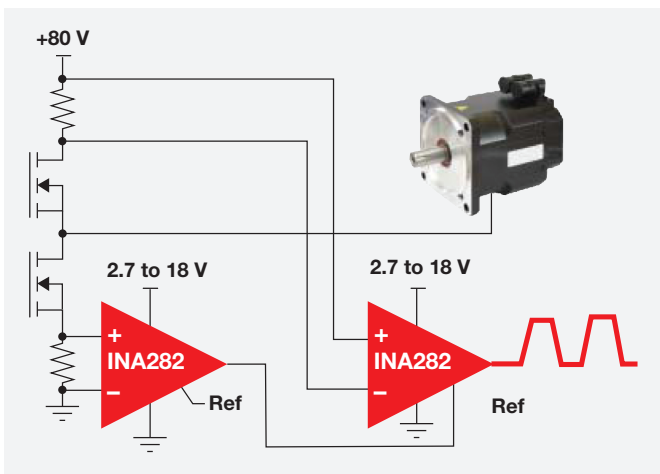 +80 V
2.7 to 18 V
2.7 to 18 V
+
INA282
–
Ref
+
INA282
–
Ref